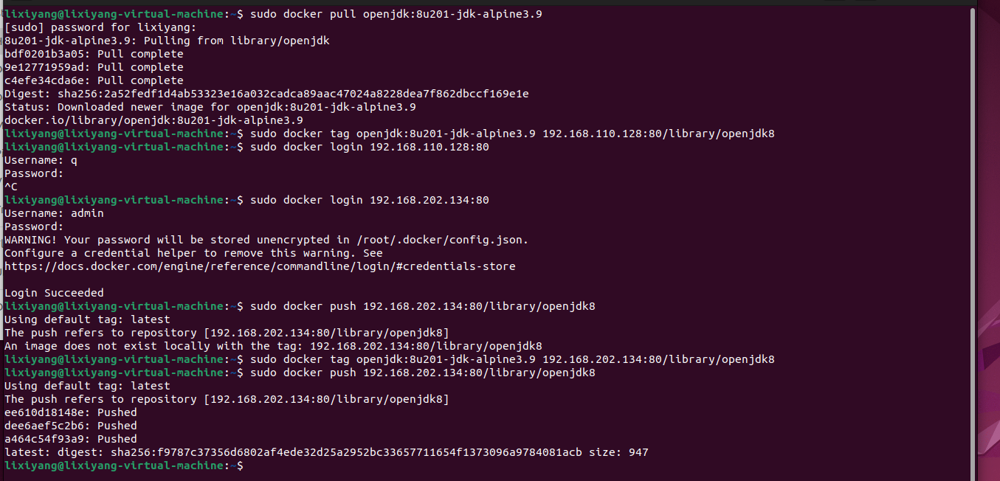 lixiyang@lixiyang-virtual-machine:~$ sudo docker pull openjdk:8u201-jdk-alpine3.9
[sudo] password for lixiyang:
8u201-jdk-alpine3.9: Pulling from library/openjdk
bdf0201b3a05: Pull complete
9e12771959ad: Pull complete
c4efe34cda6e: Pull complete
Digest: sha256:2a52fedf1d4ab53323e16a032cadca89aac47024a8228dea7f862dbccf169e1e
Status: Downloaded newer image for openjdk:8u201-jdk-alpine3.9
docker.io/library/openjdk:8u201-jdk-alpine3.9
lixiyang@lixiyang-virtual-machine:~$ sudo docker tag openjdk:8u201-jdk-alpine3.9 192.168.110.128:80/library/openjdk8
lixiyang@lixiyang-virtual-machine:~$ sudo docker login 192.168.110.128:80
Username: q
Password:
^C
lixiyang@lixiyang-virtual-machine:~$ sudo docker login 192.168.202.134:80
Username: admin
Password:
WARNING! Your password will be stored unencrypted in /root/.docker/config.json.
Configure a credential helper to remove this warning. See
https://docs.docker.com/engine/reference/commandline/login/#credentials-store
Login Succeeded
lixiyang@lixiyang-virtual-machine:~$ sudo docker push 192.168.202.134:80/library/openjdk8
Using default tag: latest
The push refers to repository [192.168.202.134:80/library/openjdk8]
An image does not exist locally with the tag: 192.168.202.134:80/library/openjdk8
lixiyang@lixiyang-virtual-machine:~$ sudo docker tag openjdk:8u201-jdk-alpine3.9 192.168.202.134:80/library/openjdk8
lixiyang@lixiyang-virtual-machine:~$ sudo docker push 192.168.202.134:80/library/openjdk8
Using default tag: latest
The push refers to repository [192.168.202.134:80/library/openjdk8]
ee610d18148e: Pushed
dee6aef5c2b6: Pushed
a464c54f93a9: Pushed
latest: digest: sha256:f9787c37356d6802af4ede32d25a2952bc33657711654f1373096a9784081acb size: 947
lixiyang@lixiyang-virtual-machine:~$